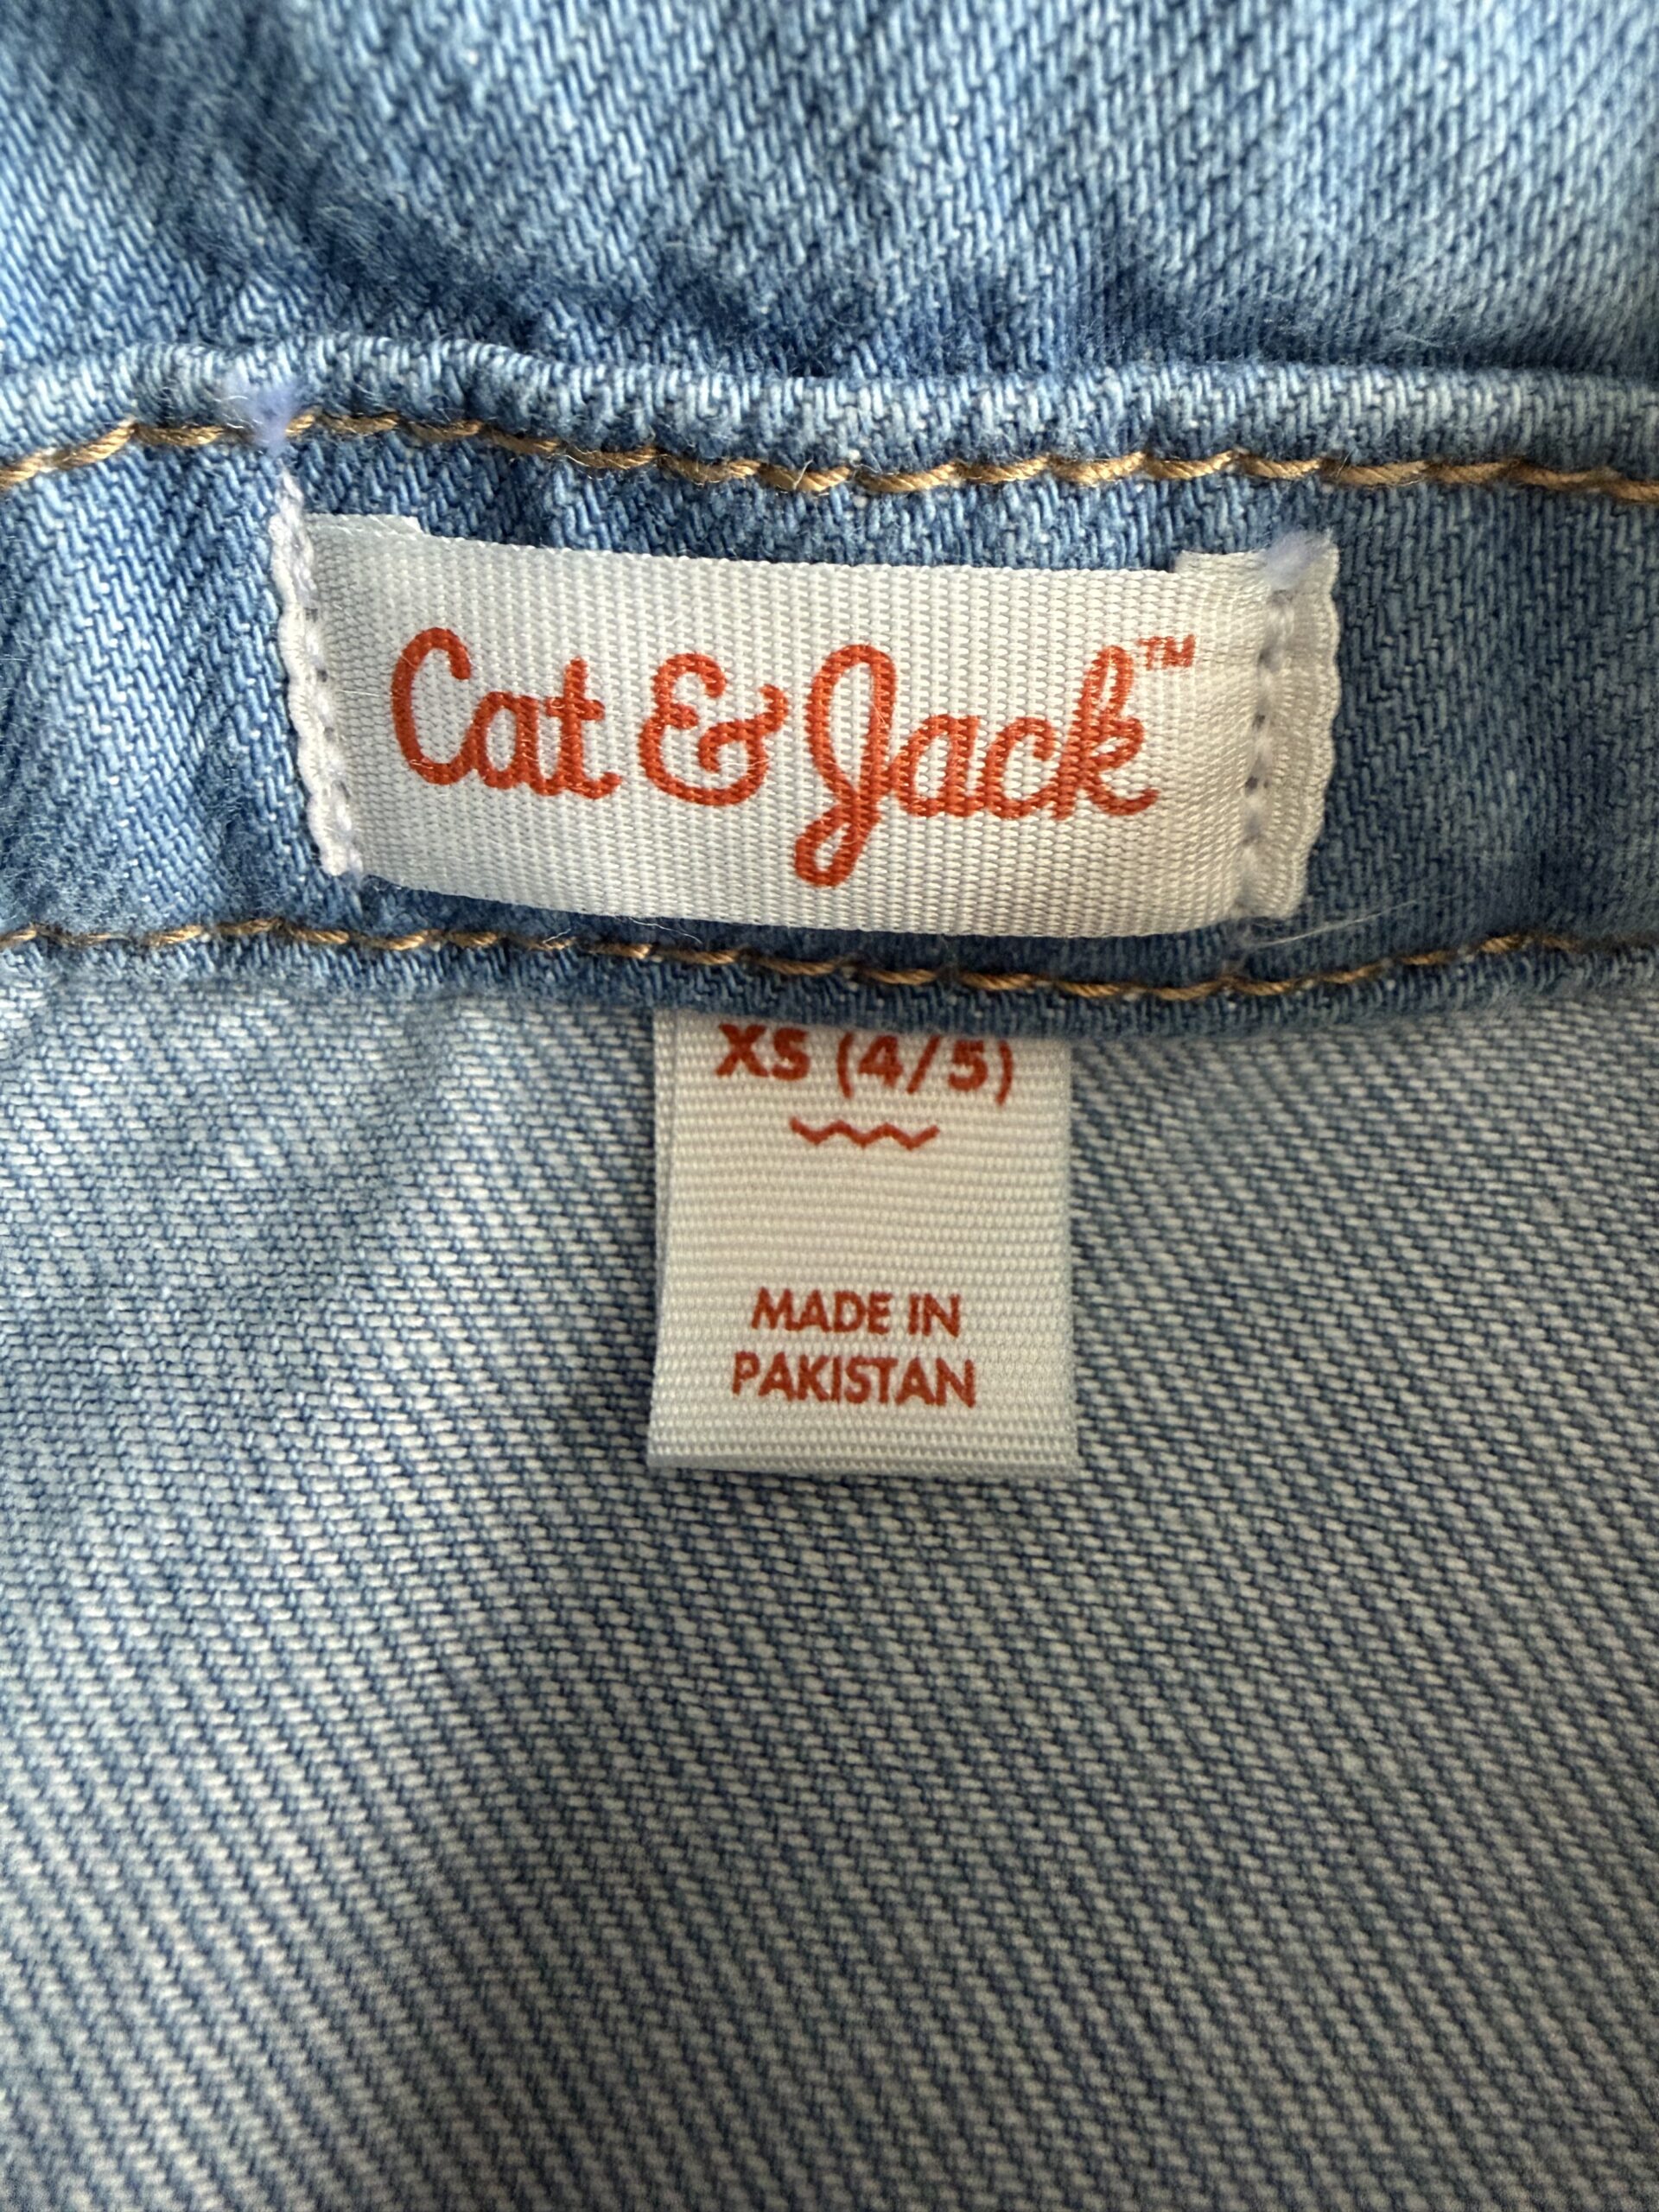 Cat & Jack™
XS (4/5)
MADE IN
PAKISTAN